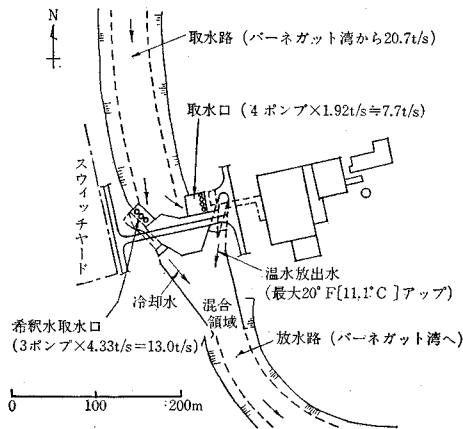 N
取水路 (バーネガット湾から20.7t/s)
取水口 (4 ポンプ×1.92t/s≒7.7t/s)
スウィッチヤード
温水放出水
(最大20°F[11.1°C]アップ)
冷却水
混合
領域
希釈水取水口
(3ポンプ×4.33t/s=13.0t/s)
放水路 (バーネガット湾へ)
0 100 200m